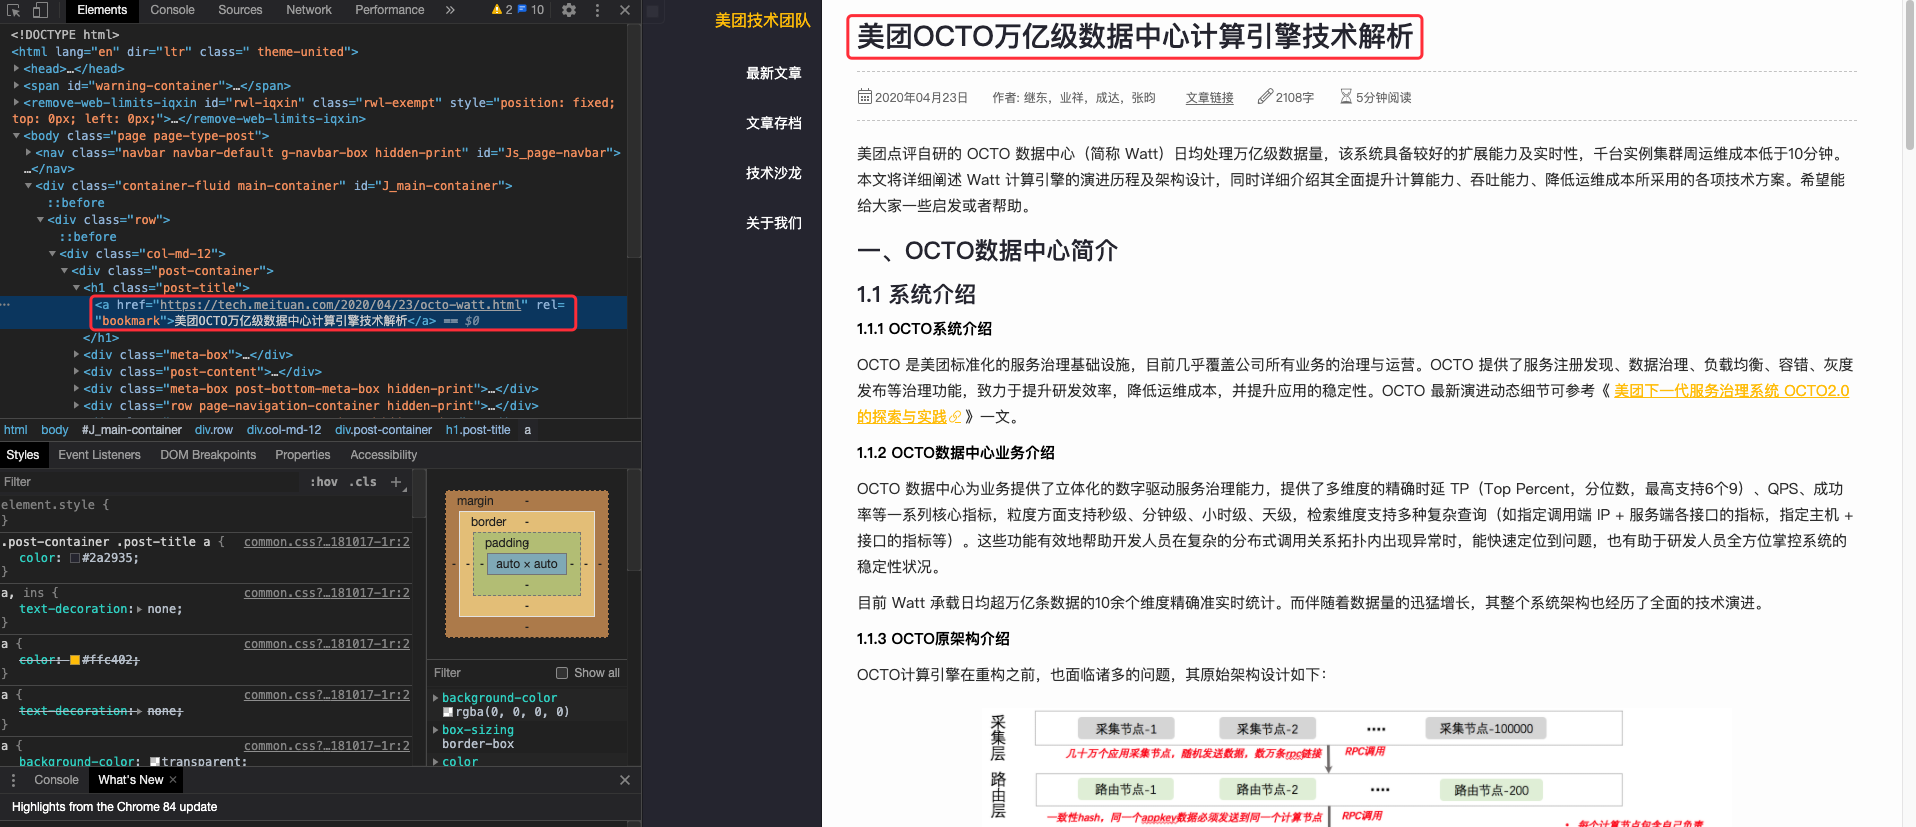 Elements Console Sources Network Performance » 2 10
<!DOCTYPE html>
<html lang="en" dir="ltr" class=" theme-united">
<head>…</head>
<span id="warning-container">…</span>
<remove-web-limits-iqxin id="rwl-iqxin" class="rwl-exempt" style="position: fixed;
top: 0px; left: 0px;">…</remove-web-limits-iqxin>
<body class="page page-type-post">
<nav class="navbar navbar-default g-navbar-box hidden-print" id="Js_page-navbar">
…</nav>
<div class="container-fluid main-container" id="J_main-container">
::before
<div class="row">
::before
<div class="col-md-12">
<div class="post-container">
<h1 class="post-title">
<a href="https://tech.meituan.com/2020/04/23/octo-watt.html" rel=
"bookmark">美团OCTO万亿级数据中心计算引擎技术解析</a> == $0
</h1>
<div class="meta-box">…</div>
<div class="post-content">…</div>
<div class="meta-box post-bottom-meta-box hidden-print">…</div>
<div class="row page-navigation-container hidden-print">…</div>
html body #J_main-container div.row div.col-md-12 div.post-container h1.post-title a
Styles Event Listeners DOM Breakpoints Properties Accessibility
Filter :hov .cls +
element.style {
}
.post-container .post-title a { common.css?…181017-1r:2
color: #2a2935;
}
a, ins { common.css?…181017-1r:2
text-decoration: none;
}
a { common.css?…181017-1r:2
color: #ffc402;
}
a { common.css?…181017-1r:2
text-decoration: none;
}
a { common.css?…181017-1r:2
background-color: transparent;
margin -
border -
padding
auto × auto
Filter Show all
background-color
rgba(0, 0, 0, 0)
box-sizing
border-box
color
Console What's New ×
Highlights from the Chrome 84 update
美团技术团队
最新文章
文章存档
技术沙龙
关于我们
美团OCTO万亿级数据中心计算引擎技术解析
2020年04月23日 作者: 继东，业祥，成达，张昀 文章链接 2108字 5分钟阅读
美团点评自研的 OCTO 数据中心（简称 Watt）日均处理万亿级数据量，该系统具备较好的扩展能力及实时性，千台实例集群周运维成本低于10分钟。
本文将详细阐述 Watt 计算引擎的演进历程及架构设计，同时详细介绍其全面提升计算能力、吞吐能力、降低运维成本所采用的各项技术方案。希望能
给大家一些启发或者帮助。
一、OCTO数据中心简介
1.1 系统介绍
1.1.1 OCTO系统介绍
OCTO 是美团标准化的服务治理基础设施，目前几乎覆盖公司所有业务的治理与运营。OCTO 提供了服务注册发现、数据治理、负载均衡、容错、灰度
发布等治理功能，致力于提升研发效率，降低运维成本，并提升应用的稳定性。OCTO 最新演进动态细节可参考《 美团下一代服务治理系统 OCTO2.0
的探索与实践 》一文。
1.1.2 OCTO数据中心业务介绍
OCTO 数据中心为业务提供了立体化的数字驱动服务治理能力，提供了多维度的精确时延 TP（Top Percent，分位数，最高支持6个9）、QPS、成功
率等一系列核心指标，粒度方面支持秒级、分钟级、小时级、天级，检索维度支持多种复杂查询（如指定调用端 IP + 服务端各接口的指标，指定主机 +
接口的指标等）。这些功能有效地帮助开发人员在复杂的分布式调用关系拓扑内出现异常时，能快速定位到问题，也有助于研发人员全方位掌控系统的
稳定性状况。
目前 Watt 承载日均超万亿条数据的10余个维度精确准实时统计。而伴随着数据量的迅猛增长，其整个系统架构也经历了全面的技术演进。
1.1.3 OCTO原架构介绍
OCTO计算引擎在重构之前，也面临诸多的问题，其原始架构设计如下：
采集层 采集节点-1 采集节点-2 •••• 采集节点-100000
几十万个应用采集节点，随机发送数据，数万条rpc链接 RPC调用
路由层 路由节点-1 路由节点-2 •••• 路由节点-200
一致性hash，同一个appkey数据必须发送到同一个计算节点 RPC调用
• 每个计算节点包含自己负责